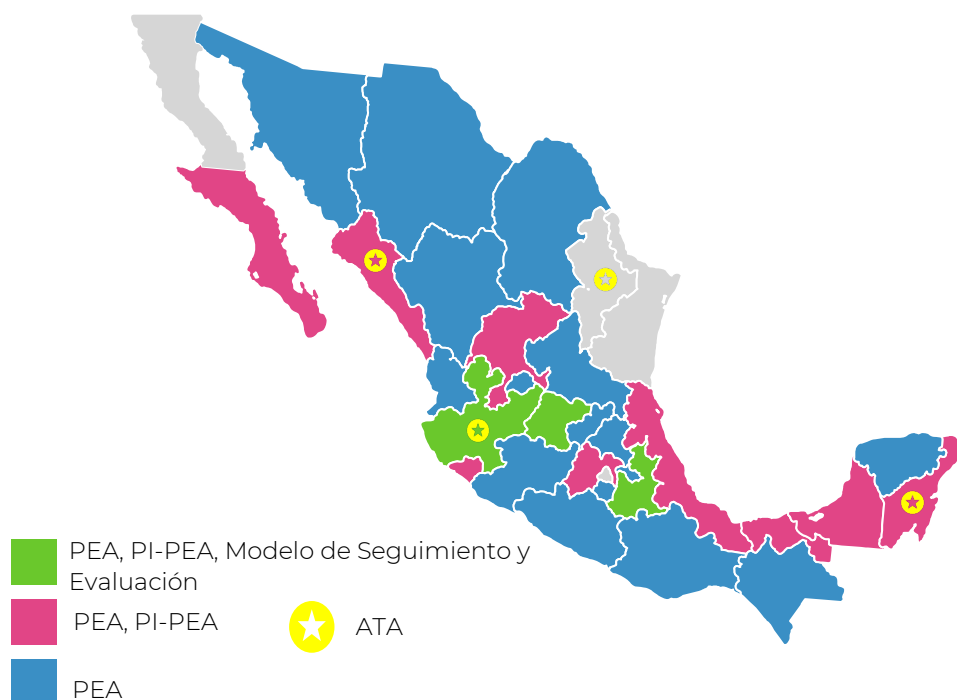 PEA, PI-PEA, Modelo de Seguimiento y
Evaluación
PEA, PI-PEA
ATA
PEA